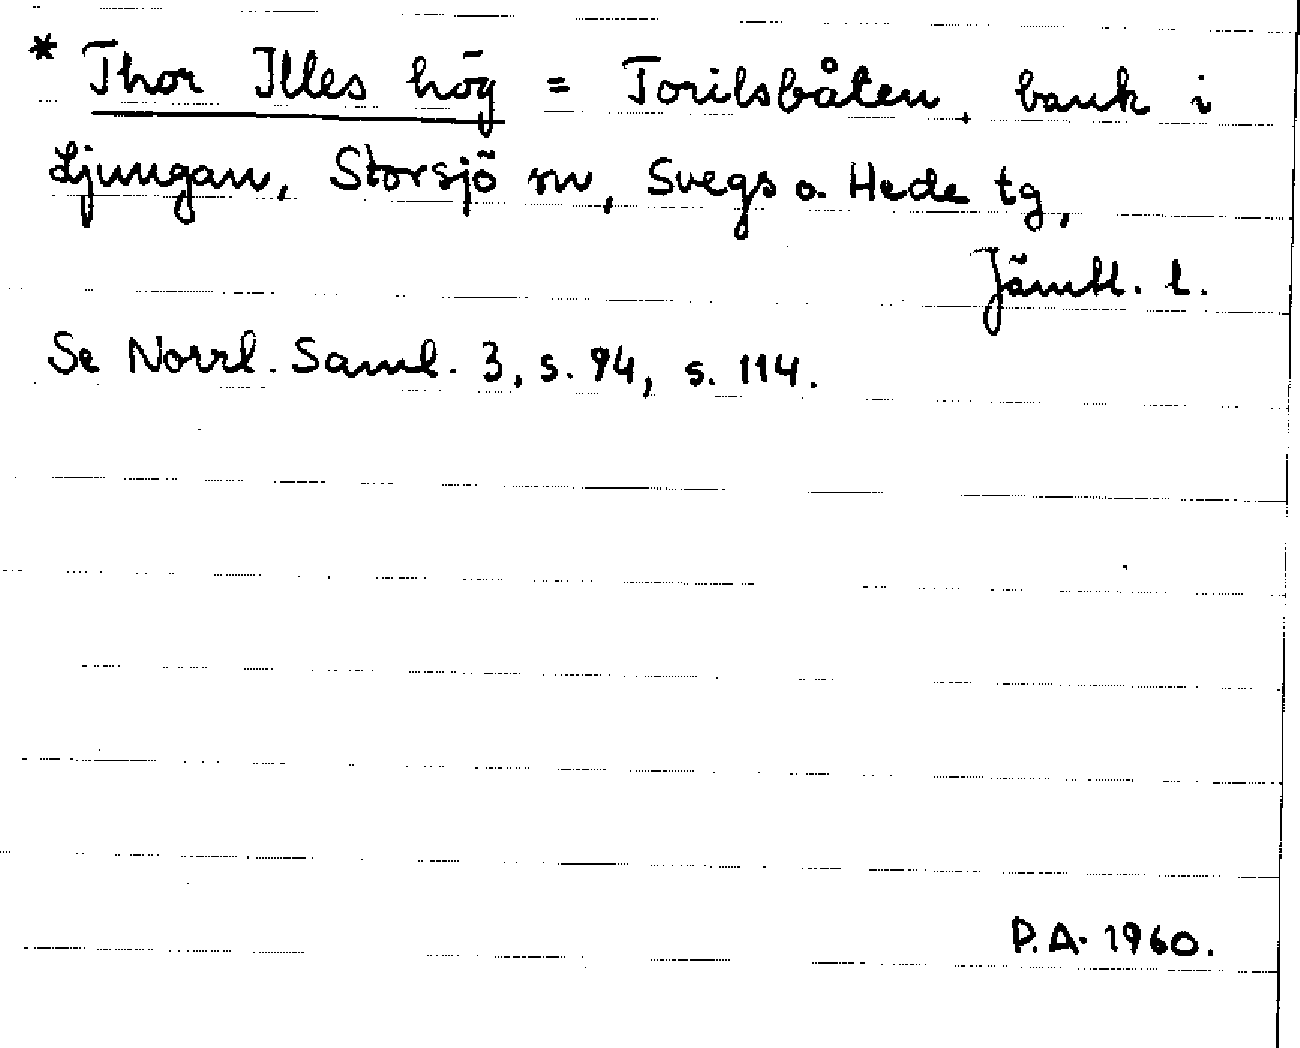 * Thor Illes hög = Torilsbåten, bank i
Ljungan, Storsjö sn, Svegs o. Hede tg,
Jämtl. l.
Se Norrl. Saml. 3, s. 94, s. 114.
P.A. 1960.